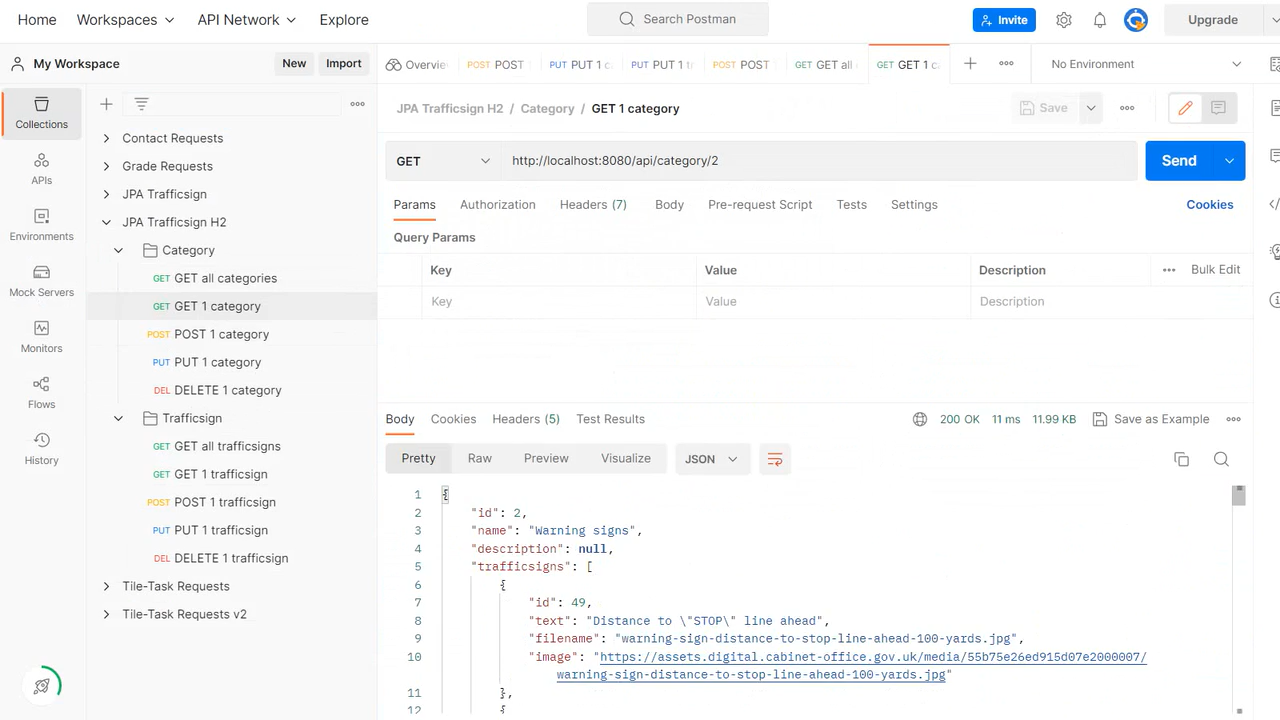 Home Workspaces API Network Explore Search Postman Invite Upgrade
My Workspace New Import Overvie POST POST PUT PUT 1 c PUT PUT 1 t POST POST GET GET all GET GET 1 ca No Environment
Collections
APIs
Environments
Mock Servers
Monitors
Flows
History
Contact Requests
Grade Requests
JPA Trafficsign
JPA Trafficsign H2
Category
GET GET all categories
GET GET 1 category
POST POST 1 category
PUT PUT 1 category
DEL DELETE 1 category
Trafficsign
GET GET all trafficsigns
GET GET 1 trafficsign
POST POST 1 trafficsign
PUT PUT 1 trafficsign
DEL DELETE 1 trafficsign
Tile-Task Requests
Tile-Task Requests v2
JPA Trafficsign H2 / Category / GET 1 category Save
GET http://localhost:8080/api/category/2 Send
Params Authorization Headers (7) Body Pre-request Script Tests Settings Cookies
Query Params
Key Value Description Bulk Edit
Key Value Description
Body Cookies Headers (5) Test Results 200 OK 11 ms 11.99 KB Save as Example
Pretty Raw Preview Visualize JSON
1 {
2 "id": 2,
3 "name": "Warning signs",
4 "description": null,
5 "trafficsigns": [
6 {
7 "id": 49,
8 "text": "Distance to \"STOP\" line ahead",
9 "filename": "warning-sign-distance-to-stop-line-ahead-100-yards.jpg",
10 "image": "https://assets.digital.cabinet-office.gov.uk/media/55b75e26ed915d07e2000007/
warning-sign-distance-to-stop-line-ahead-100-yards.jpg"
11 },
12 {